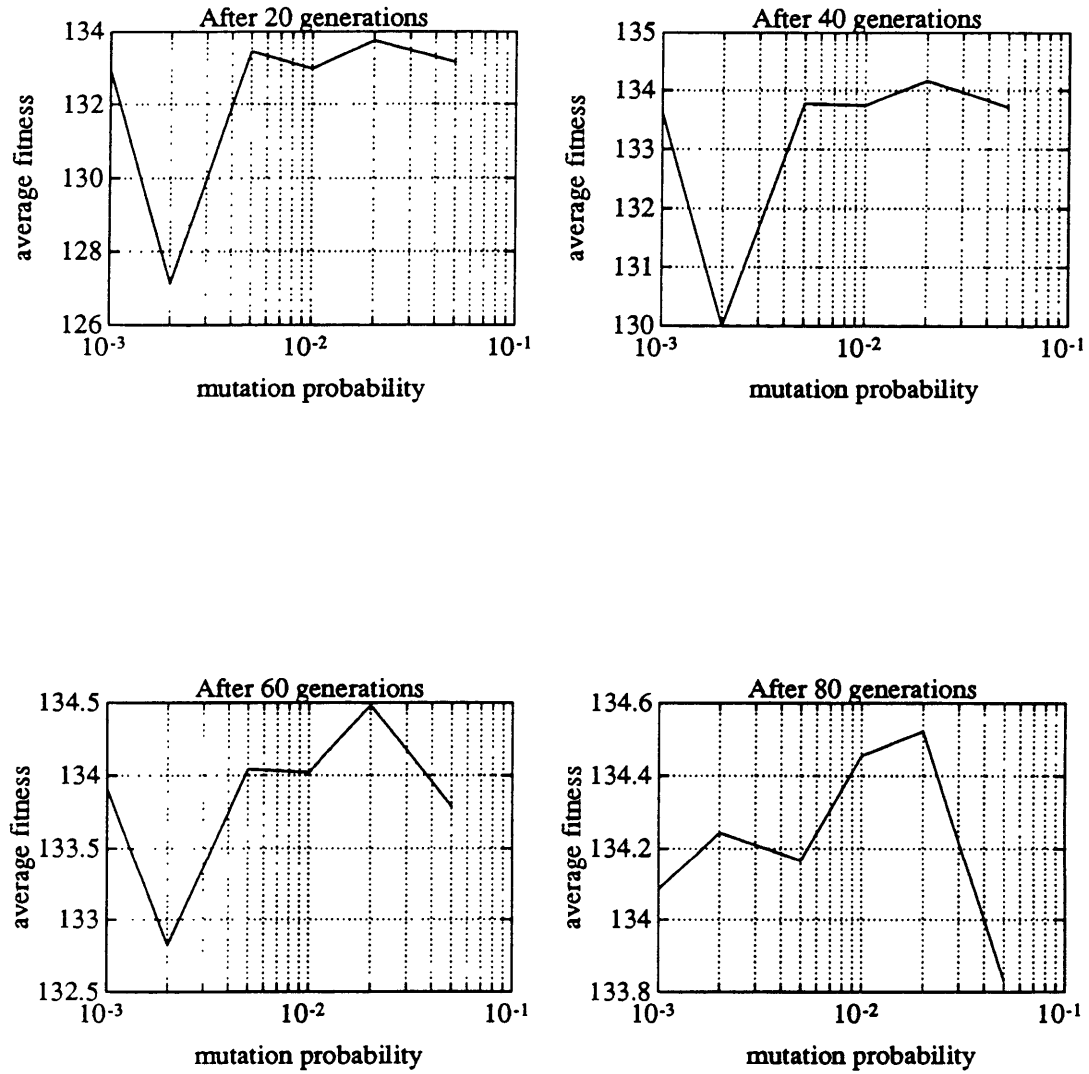 After 20 generations
134
132
130
128
126
average fitness
10-3
10-2
10-1
mutation probability
After 40 generations
135
134
133
132
131
130
average fitness
10-3
10-2
10-1
mutation probability
After 60 generations
134.5
134
133.5
133
132.5
average fitness
10-3
10-2
10-1
mutation probability
After 80 generations
134.6
134.4
134.2
134
133.8
average fitness
10-3
10-2
10-1
mutation probability